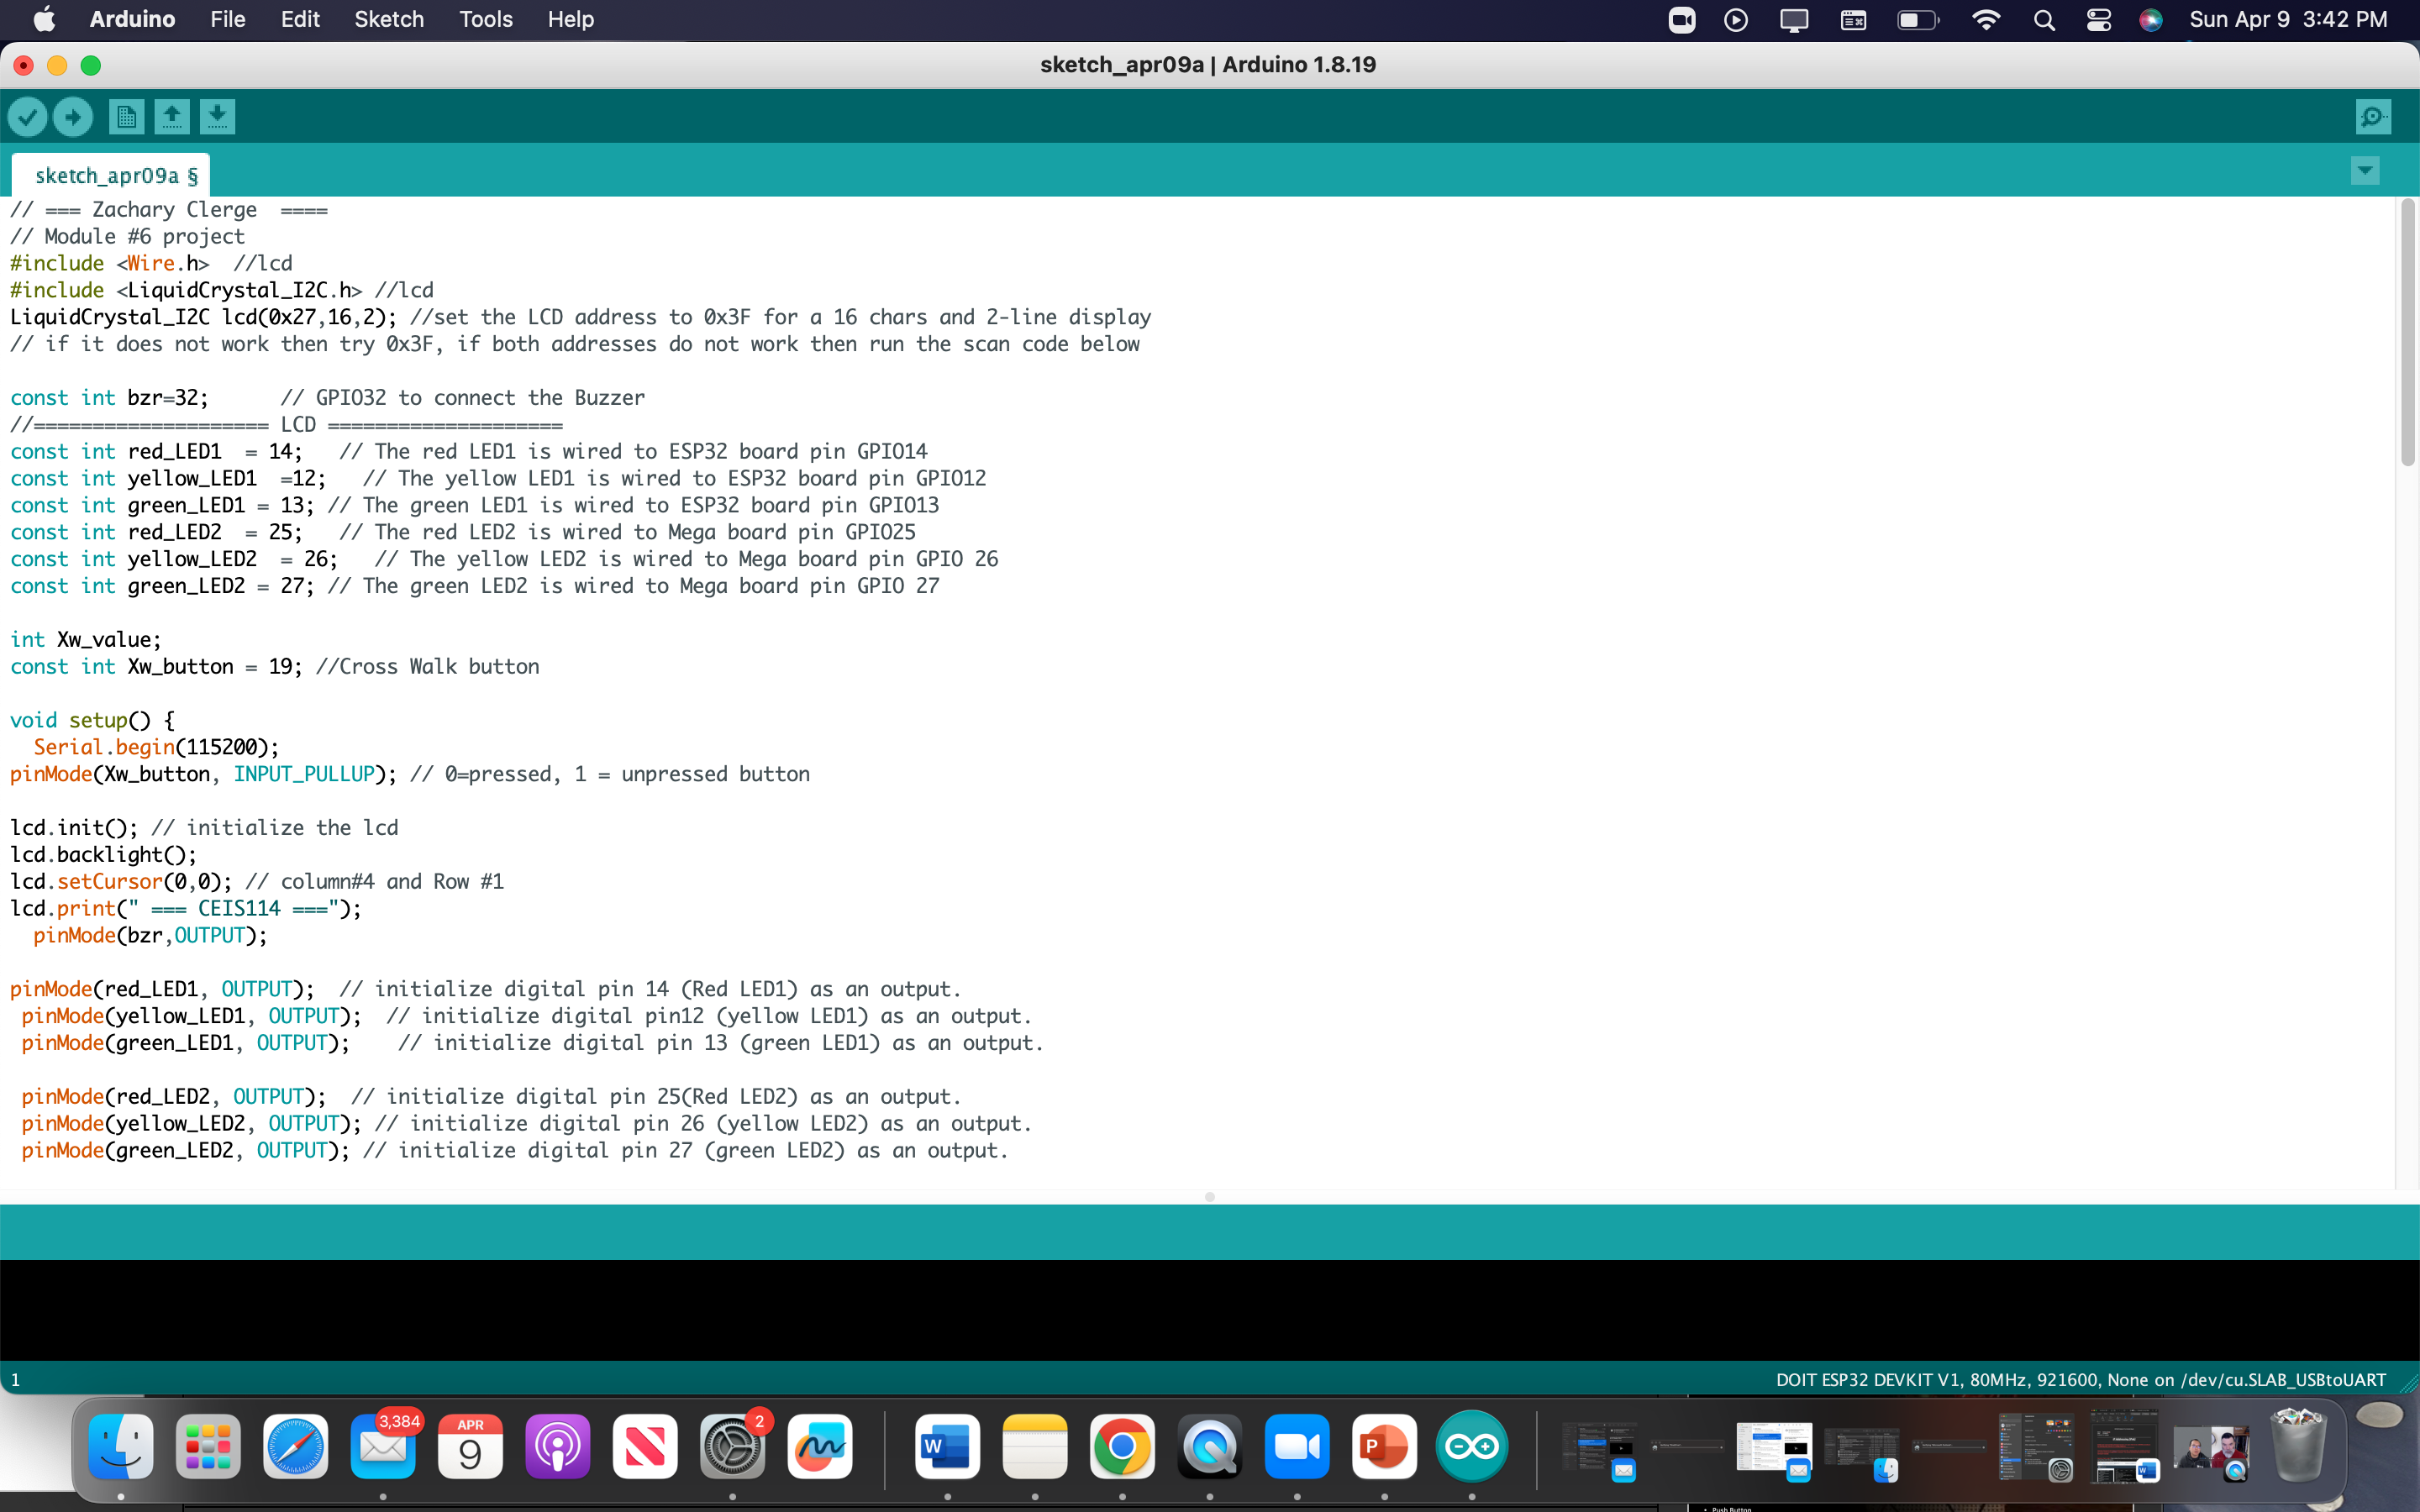 Arduino File Edit Sketch Tools Help Sun Apr 9 3:42 PM
sketch_apr09a | Arduino 1.8.19
sketch_apr09a §
// === Zachary Clerge  ====
// Module #6 project
#include <Wire.h>  //lcd
#include <LiquidCrystal_I2C.h> //lcd
LiquidCrystal_I2C lcd(0x27,16,2); //set the LCD address to 0x3F for a 16 chars and 2-line display
// if it does not work then try 0x3F, if both addresses do not work then run the scan code below
const int bzr=32;      // GPIO32 to connect the Buzzer
//==================== LCD ====================
const int red_LED1  = 14;   // The red LED1 is wired to ESP32 board pin GPIO14
const int yellow_LED1  =12;   // The yellow LED1 is wired to ESP32 board pin GPIO12
const int green_LED1 = 13; // The green LED1 is wired to ESP32 board pin GPIO13
const int red_LED2  = 25;   // The red LED2 is wired to Mega board pin GPIO25
const int yellow_LED2  = 26;   // The yellow LED2 is wired to Mega board pin GPIO 26
const int green_LED2 = 27; // The green LED2 is wired to Mega board pin GPIO 27
int Xw_value;
const int Xw_button = 19; //Cross Walk button
void setup() {
  Serial.begin(115200);
pinMode(Xw_button, INPUT_PULLUP); // 0=pressed, 1 = unpressed button
lcd.init(); // initialize the lcd
lcd.backlight();
lcd.setCursor(0,0); // column#4 and Row #1
lcd.print(" === CEIS114 ===");
  pinMode(bzr,OUTPUT);
pinMode(red_LED1, OUTPUT);  // initialize digital pin 14 (Red LED1) as an output.
 pinMode(yellow_LED1, OUTPUT);  // initialize digital pin12 (yellow LED1) as an output.
 pinMode(green_LED1, OUTPUT);    // initialize digital pin 13 (green LED1) as an output.
 pinMode(red_LED2, OUTPUT);  // initialize digital pin 25(Red LED2) as an output.
 pinMode(yellow_LED2, OUTPUT); // initialize digital pin 26 (yellow LED2) as an output.
 pinMode(green_LED2, OUTPUT); // initialize digital pin 27 (green LED2) as an output.
1 DOIT ESP32 DEVKIT V1, 80MHz, 921600, None on /dev/cu.SLAB_USBtoUART
3,384
APR
9
2
W
P
Push Button